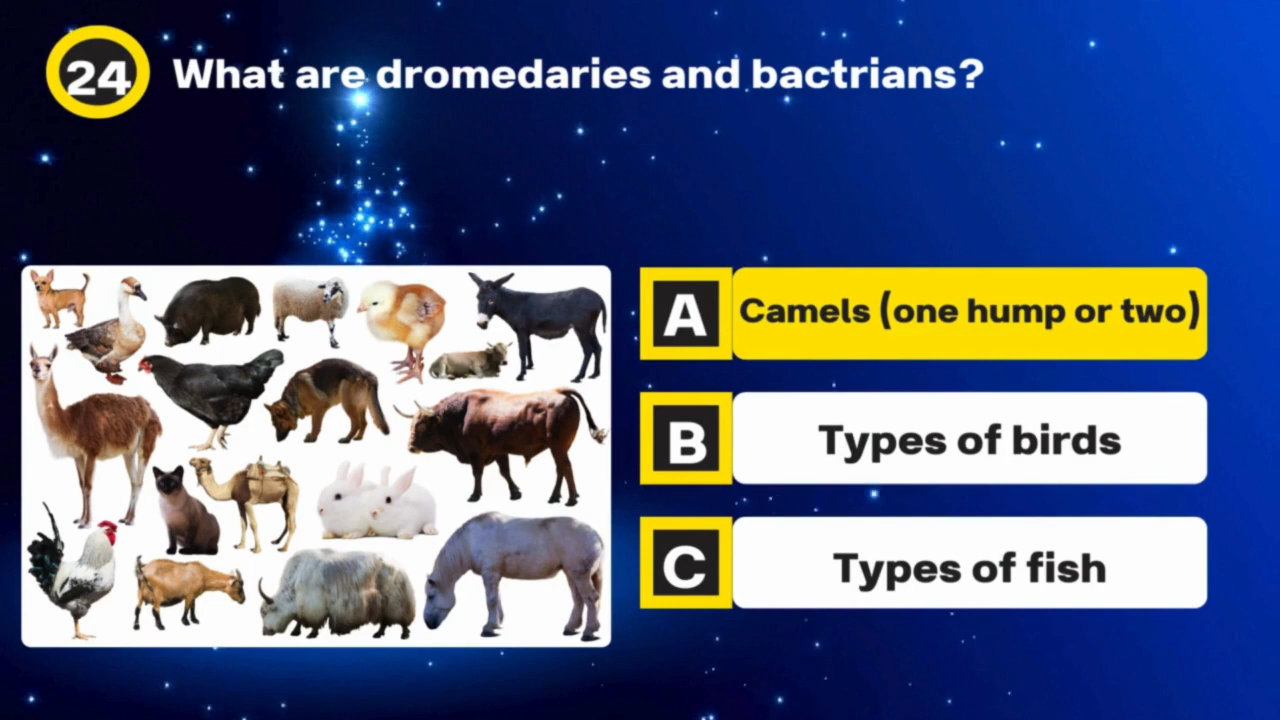 24 What are dromedaries and bactrians?
A Camels (one hump or two)
B Types of birds
C Types of fish